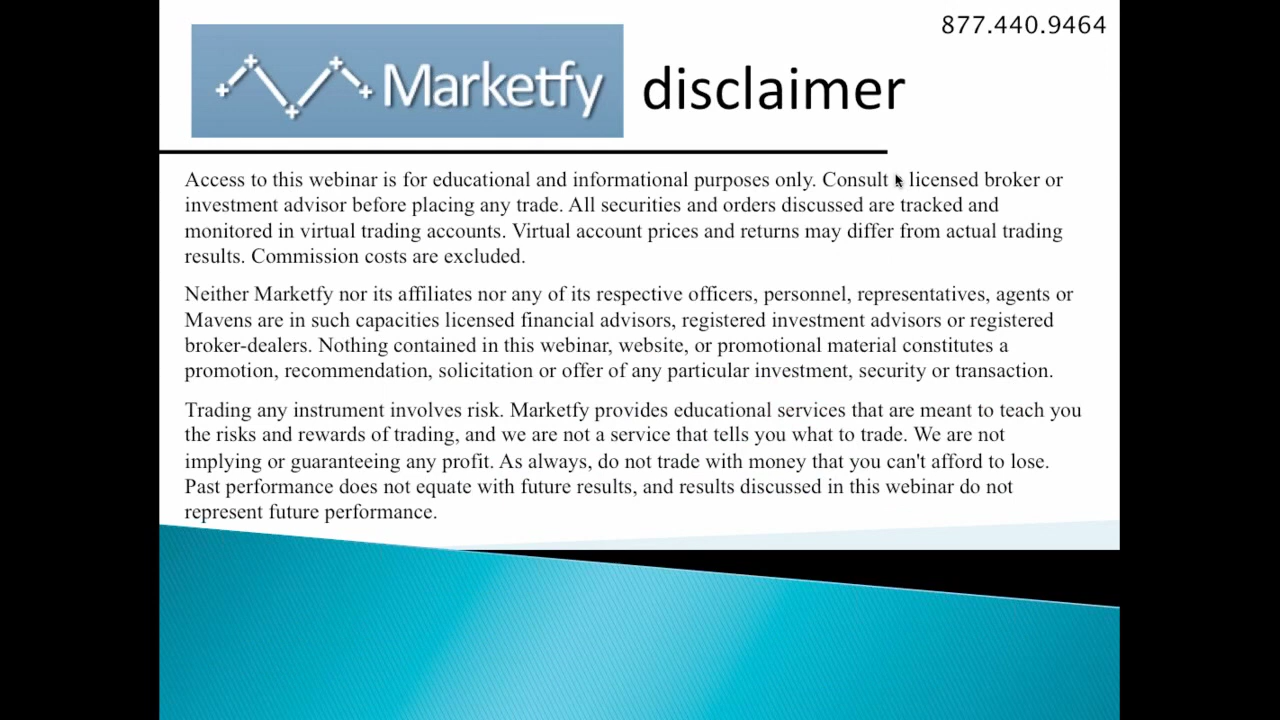 877.440.9464
Marketfy disclaimer
Access to this webinar is for educational and informational purposes only. Consult licensed broker or
investment advisor before placing any trade. All securities and orders discussed are tracked and
monitored in virtual trading accounts. Virtual account prices and returns may differ from actual trading
results. Commission costs are excluded.
Neither Marketfy nor its affiliates nor any of its respective officers, personnel, representatives, agents or
Mavens are in such capacities licensed financial advisors, registered investment advisors or registered
broker-dealers. Nothing contained in this webinar, website, or promotional material constitutes a
promotion, recommendation, solicitation or offer of any particular investment, security or transaction.
Trading any instrument involves risk. Marketfy provides educational services that are meant to teach you
the risks and rewards of trading, and we are not a service that tells you what to trade. We are not
implying or guaranteeing any profit. As always, do not trade with money that you can't afford to lose.
Past performance does not equate with future results, and results discussed in this webinar do not
represent future performance.